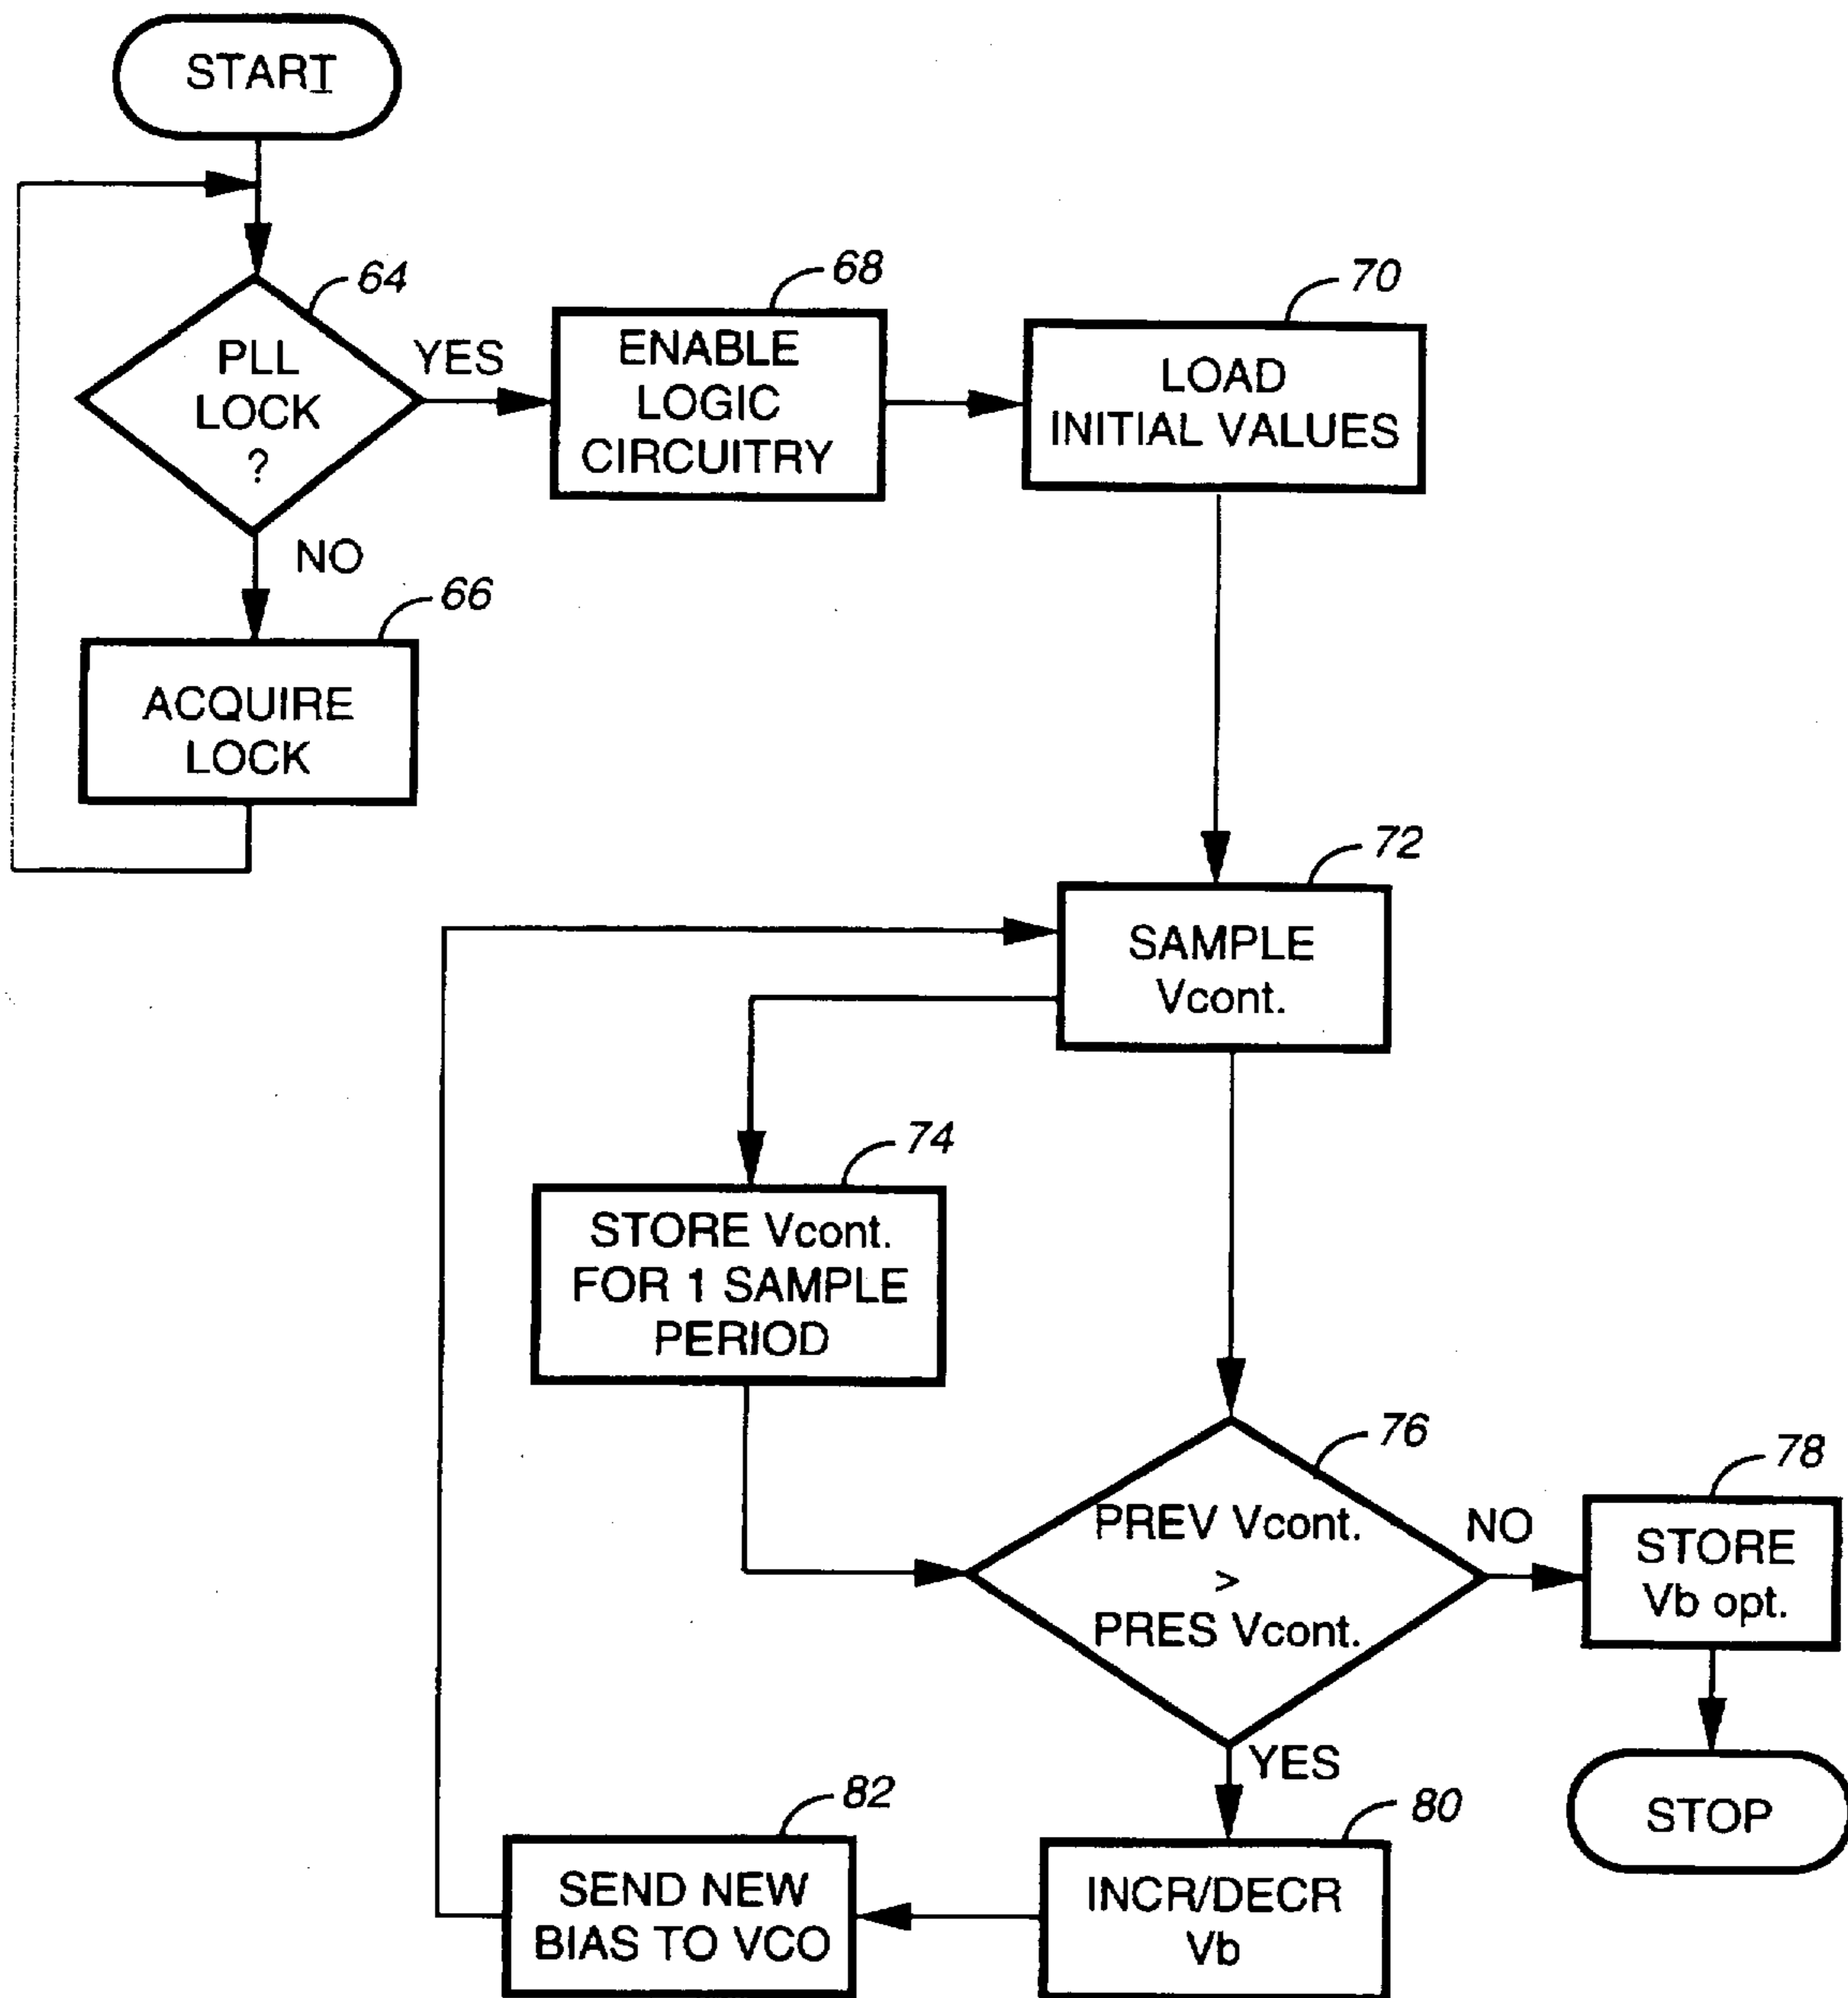 START
64
PLL
LOCK
?
YES
NO
66
ACQUIRE
LOCK
68
ENABLE
LOGIC
CIRCUITRY
70
LOAD
INITIAL VALUES
72
SAMPLE
Vcont.
74
STORE Vcont.
FOR 1 SAMPLE
PERIOD
76
PREV Vcont.
>
PRES Vcont.
NO
78
STORE
Vb opt.
STOP
YES
80
INCR/DECR
Vb
82
SEND NEW
BIAS TO VCO